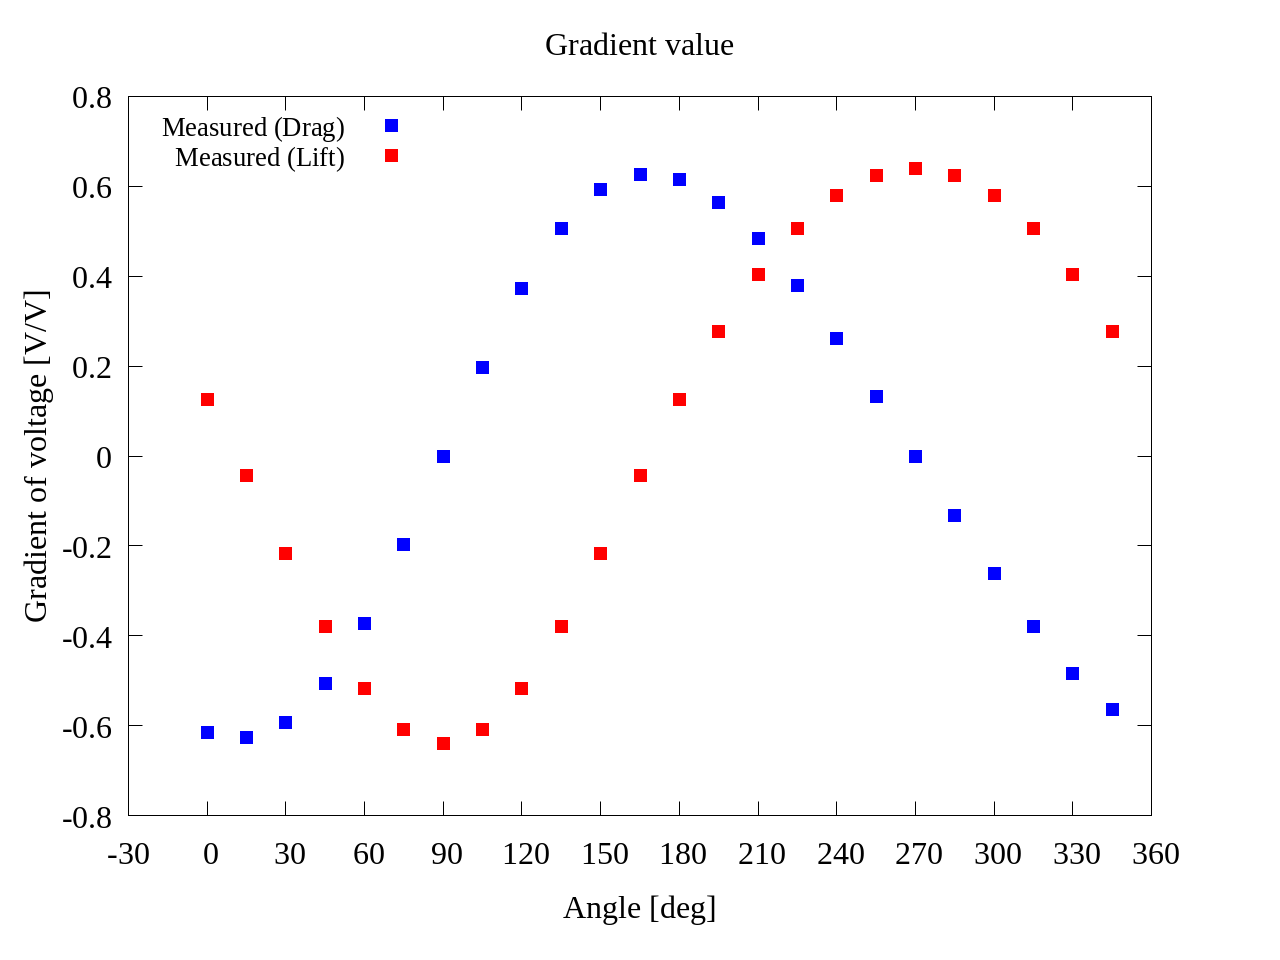 Gradient value
Measured (Drag)
Measured (Lift)
0.8
0.6
0.4
0.2
0
-0.2
-0.4
-0.6
-0.8
Gradient of voltage [V/V]
-30 0 30 60 90 120 150 180 210 240 270 300 330 360
Angle [deg]